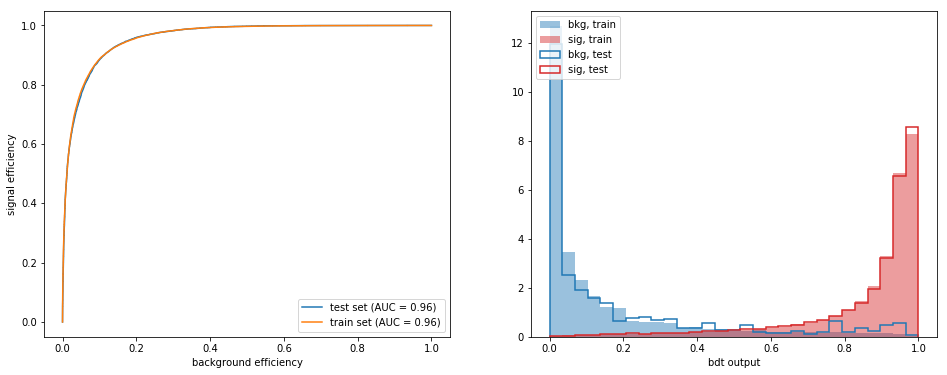 1.0
0.8
0.6
0.4
0.2
0.0
signal efficiency
test set (AUC = 0.96)
train set (AUC = 0.96)
0.0 0.2 0.4 0.6 0.8 1.0
background efficiency
bkg, train
sig, train
bkg, test
sig, test
12
10
8
6
4
2
0
0.0 0.2 0.4 0.6 0.8 1.0
bdt output